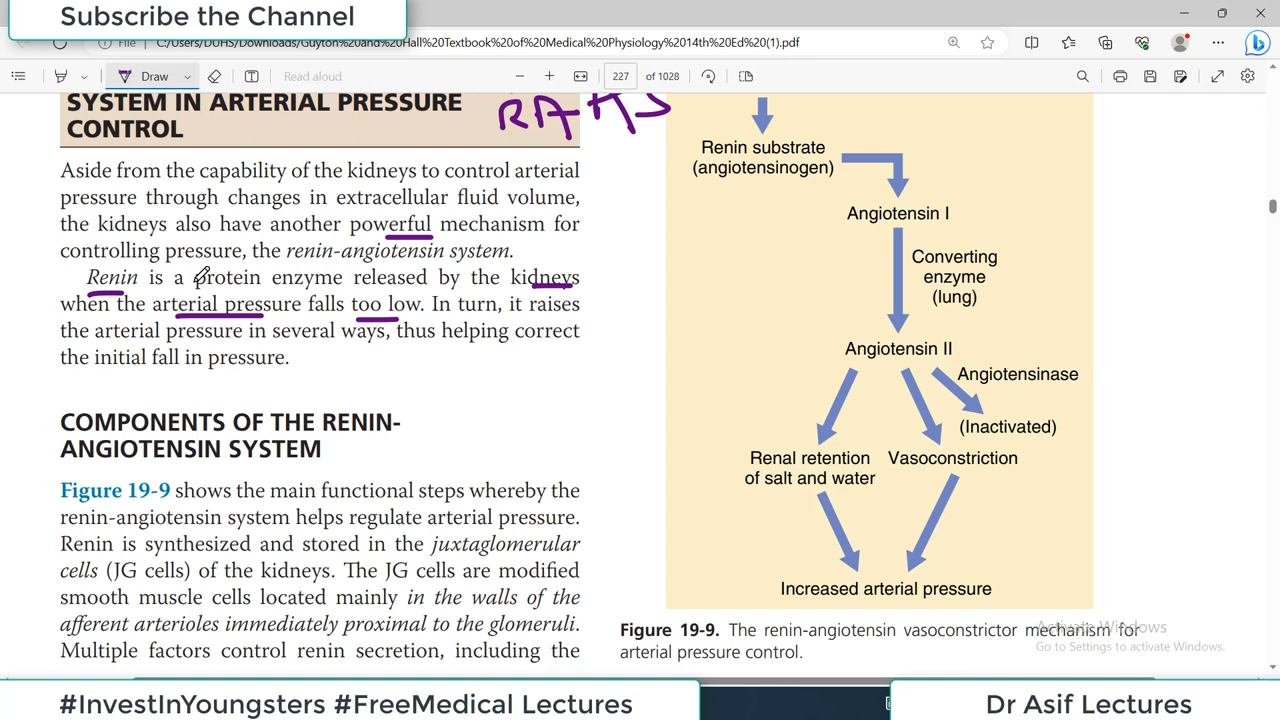 Subscribe the Channel
File
C:/Users/DUHS/Downloads/Guyton%20and%20Hall%20Textbook%20of%20Medical%20Physiology%2014th%20Ed%20(1).pdf
Draw
Read aloud
227 of 1028
SYSTEM IN ARTERIAL PRESSURE
CONTROL
RAAS
Aside from the capability of the kidneys to control arterial
pressure through changes in extracellular fluid volume,
the kidneys also have another powerful mechanism for
controlling pressure, the renin-angiotensin system.
Renin is a protein enzyme released by the kidneys
when the arterial pressure falls too low. In turn, it raises
the arterial pressure in several ways, thus helping correct
the initial fall in pressure.
COMPONENTS OF THE RENIN-
ANGIOTENSIN SYSTEM
Figure 19-9 shows the main functional steps whereby the
renin-angiotensin system helps regulate arterial pressure.
Renin is synthesized and stored in the juxtaglomerular
cells (JG cells) of the kidneys. The JG cells are modified
smooth muscle cells located mainly in the walls of the
afferent arterioles immediately proximal to the glomeruli.
Multiple factors control renin secretion, including the
Renin substrate
(angiotensinogen)
Angiotensin I
Converting
enzyme
(lung)
Angiotensin II
Angiotensinase
(Inactivated)
Renal retention
of salt and water
Vasoconstriction
Increased arterial pressure
Figure 19-9. The renin-angiotensin vasoconstrictor mechanism for
arterial pressure control.
Activate Windows
Go to Settings to activate Windows.
#InvestInYoungsters #FreeMedical Lectures
Dr Asif Lectures